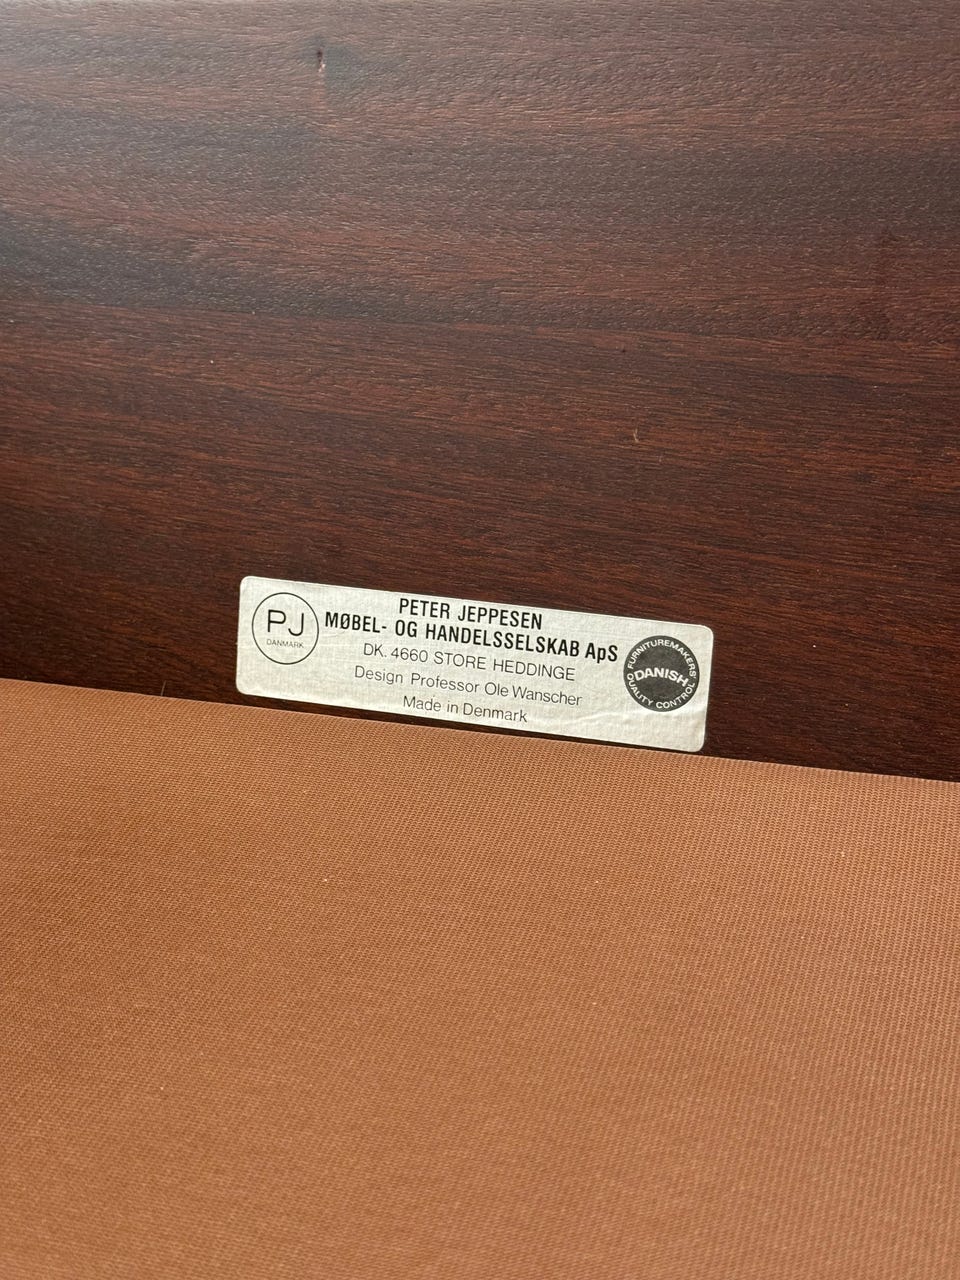 PJ
DANMARK
PETER JEPPESEN
MØBEL- OG HANDELSSELSKAB ApS
DK. 4660 STORE HEDDINGE
Design Professor Ole Wanscher
Made in Denmark
FURNITUREMAKERS'
DANISH
QUALITY CONTROL